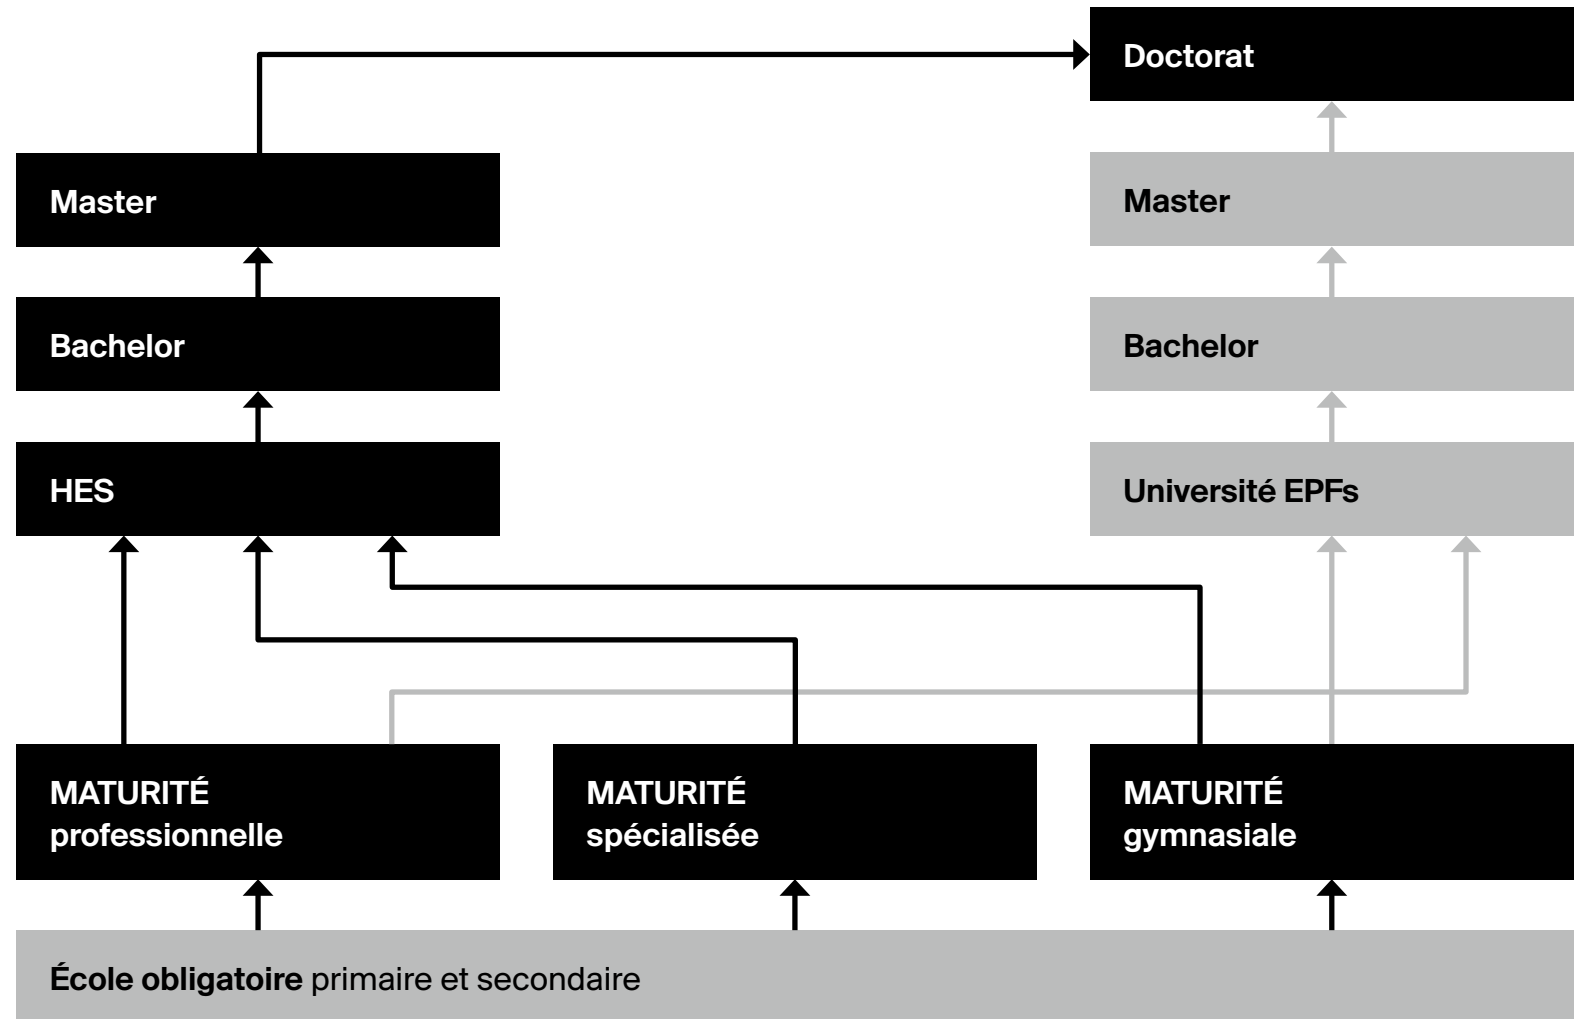 Doctorat
Master
Master
Bachelor
Bachelor
HES
Université EPFs
MATURITÉ
professionnelle
MATURITÉ
spécialisée
MATURITÉ
gymnasiale
École obligatoire primaire et secondaire